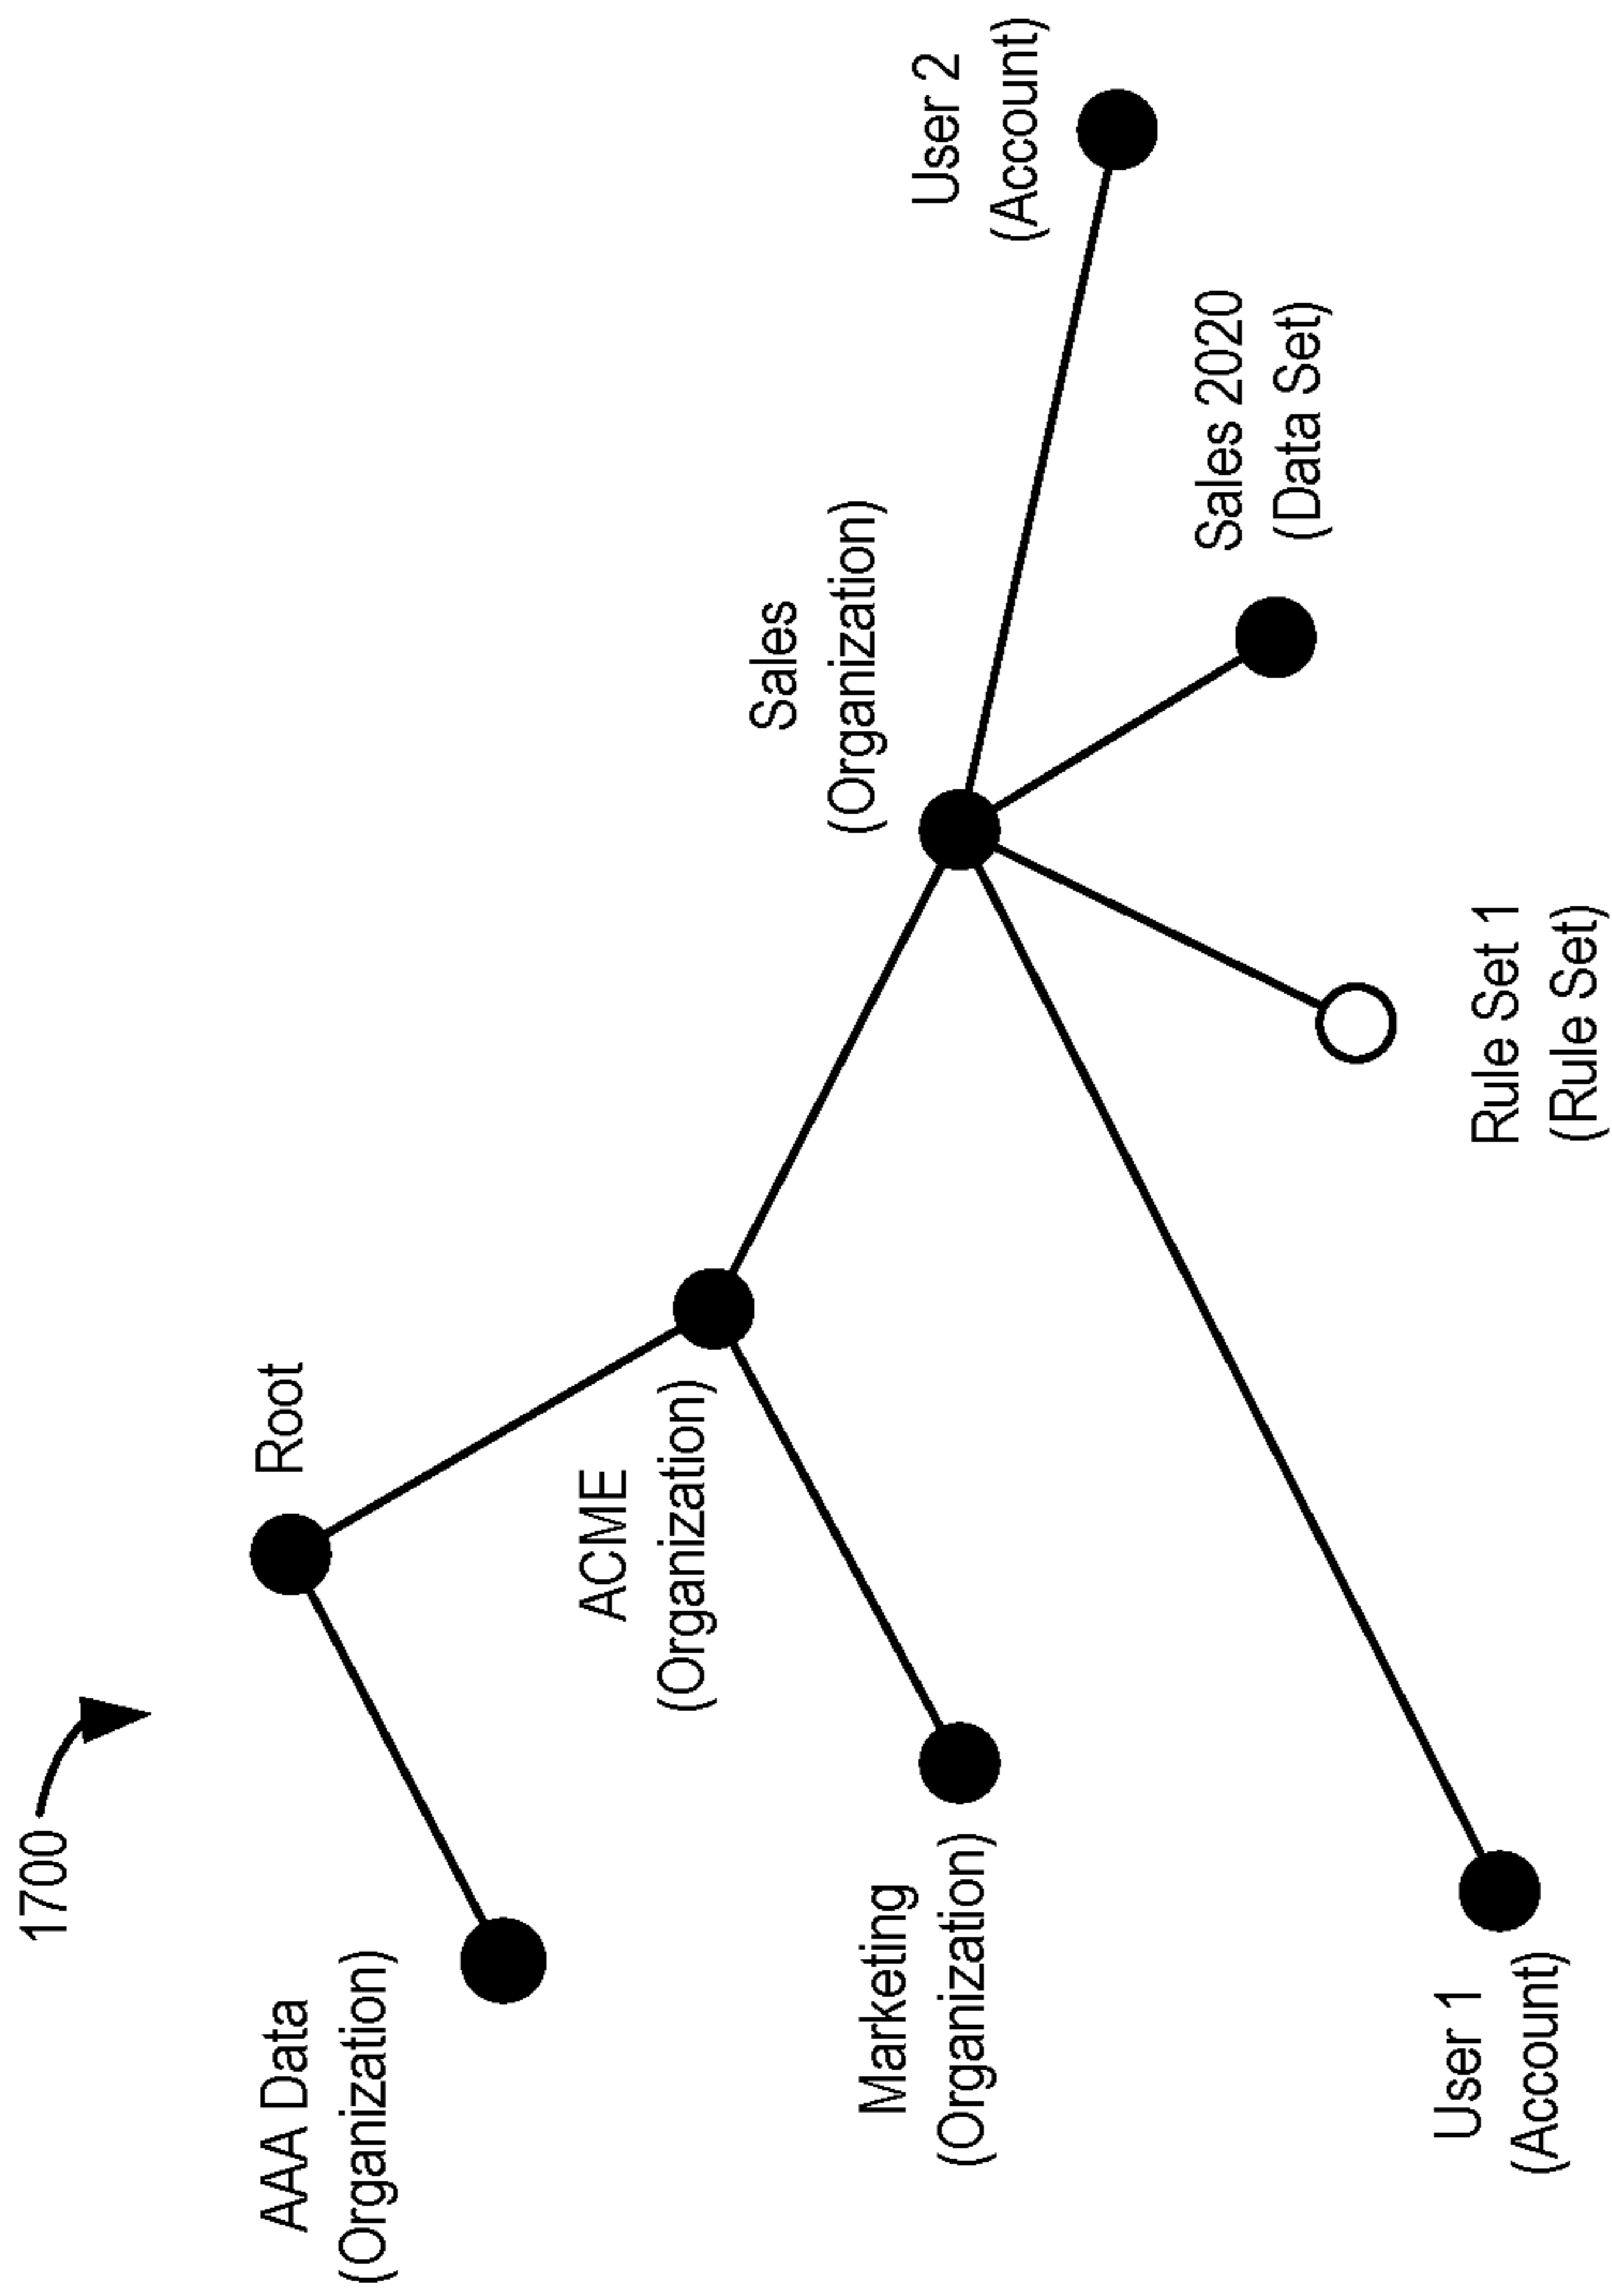 1700
Root
AAA Data
(Organization)
ACME
(Organization)
Sales
(Organization)
Marketing
(Organization)
User 2
(Account)
Sales 2020
(Data Set)
User 1
(Account)
Rule Set 1
(Rule Set)